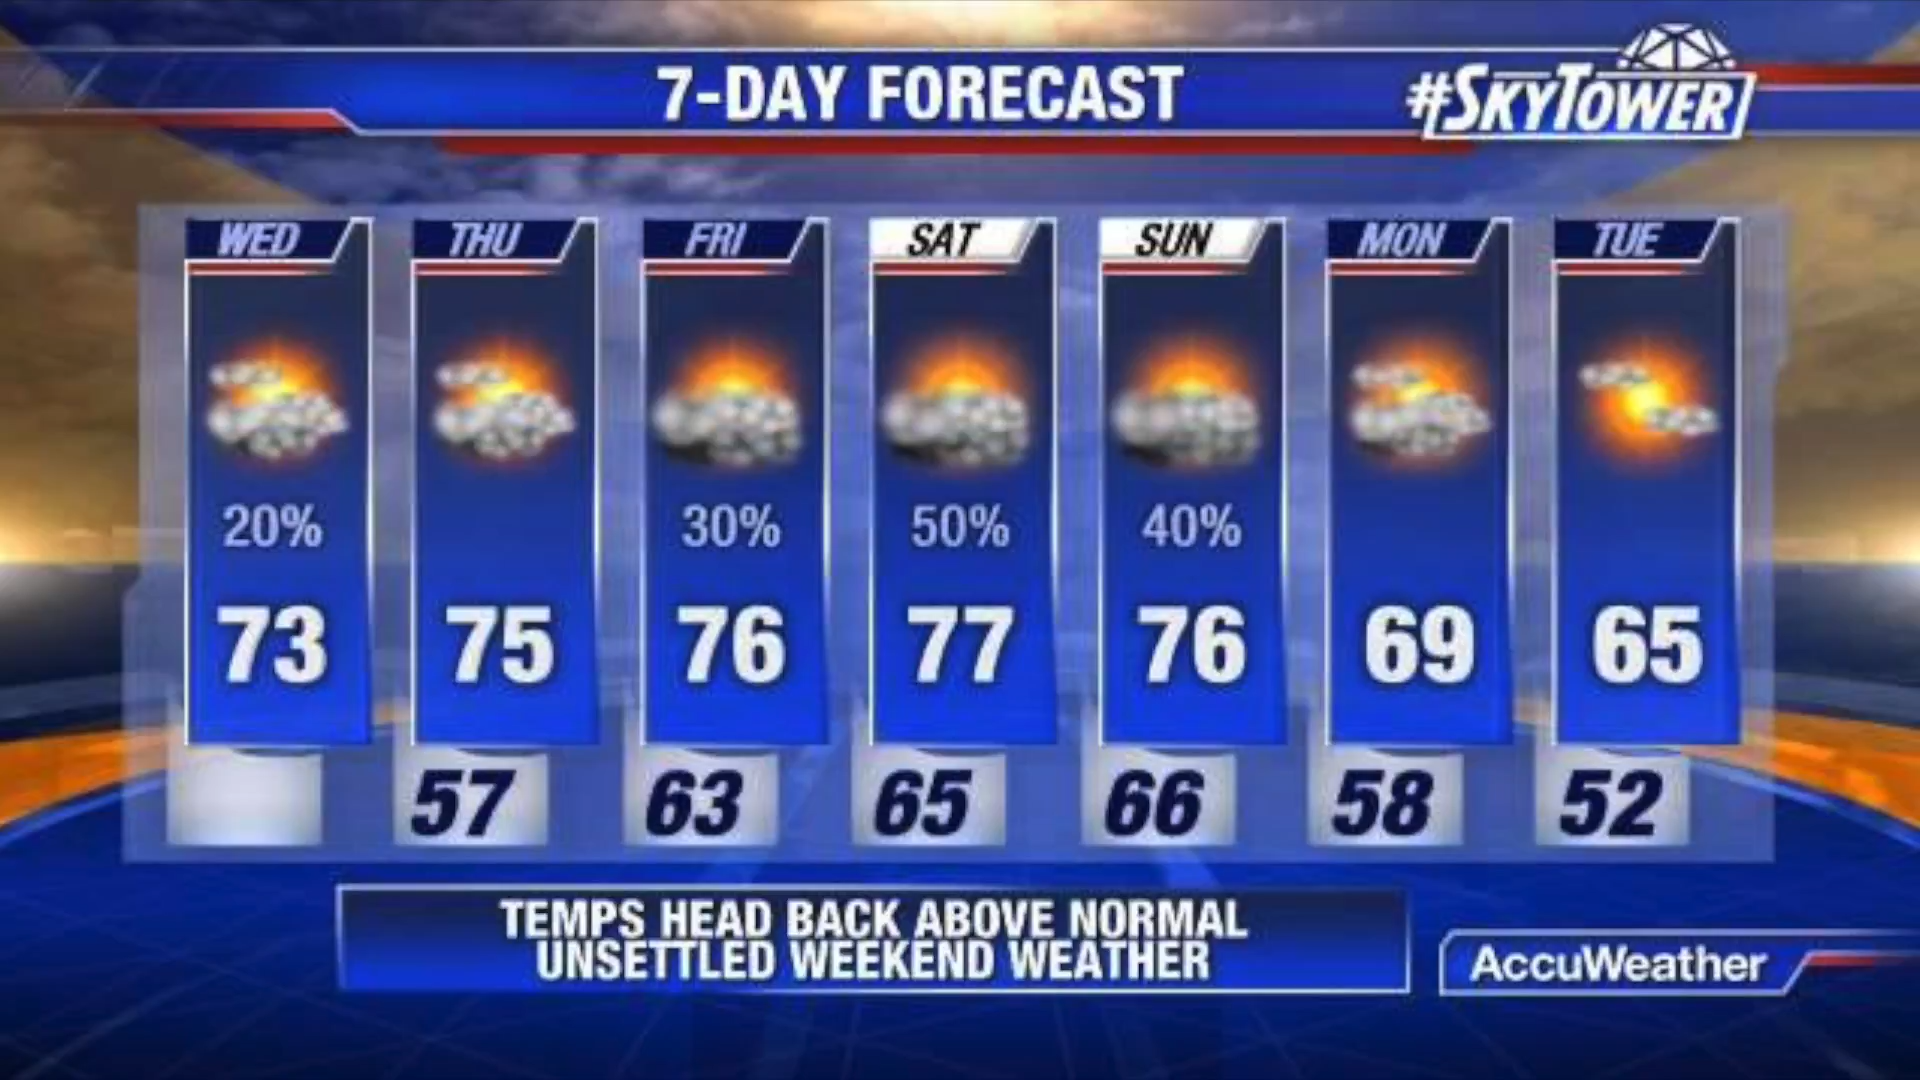 7-DAY FORECAST
#SKYTOWER
WED THU FRI SAT SUN MON TUE
20% 30% 50% 40%
73 75 76 77 76 69 65
57 63 65 66 58 52
TEMPS HEAD BACK ABOVE NORMAL
UNSETTLED WEEKEND WEATHER
AccuWeather